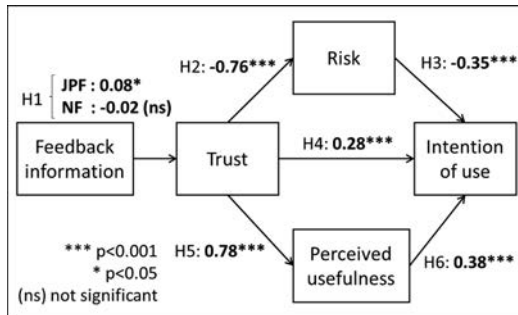 Risk
H2: -0.76***
H3: -0.35***
H1
JPF : 0.08*
NF : -0.02 (ns)
Feedback
information
Trust
H4: 0.28***
Intention
of use
*** p<0.001
* p<0.05
(ns) not significant
H5: 0.78***
Perceived
usefulness
H6: 0.38***